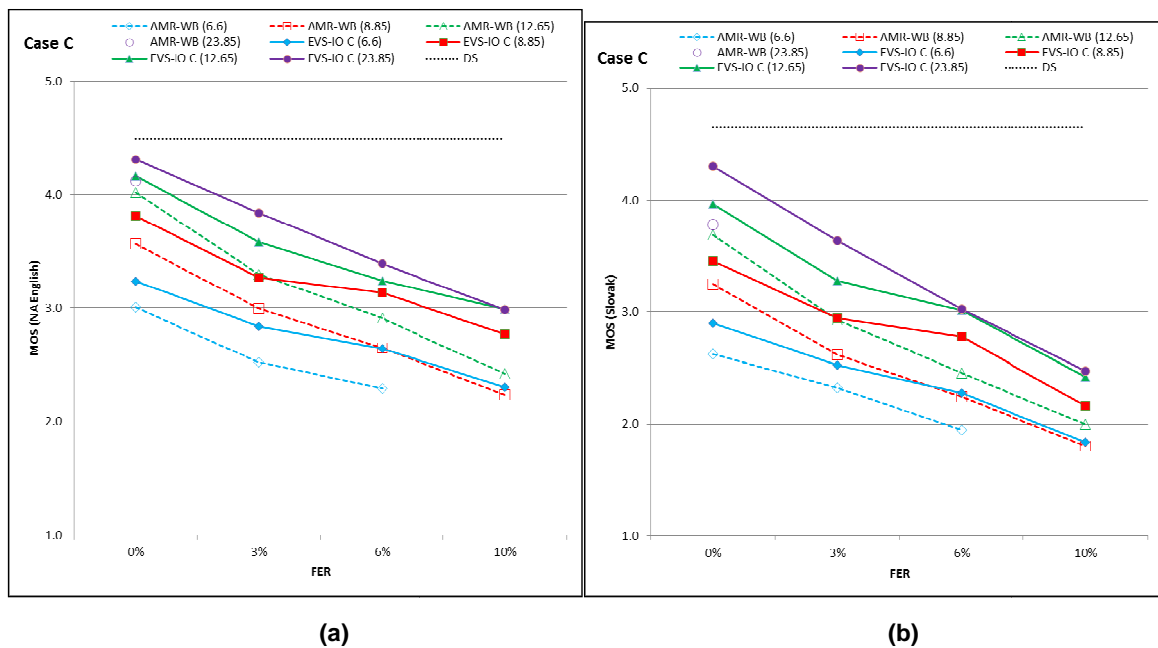 AMR-WB (6.6) AMR-WB (8.85) AMR-WB (12.65)
Case C AMR-WB (23.85) EVS-IO C (6.6) EVS-IO C (8.85)
EVS-IO C (12.65) EVS-IO C (23.85) DS
5.0
4.0
3.0
2.0
1.0
MOS (NA English)
0% 3% 6% 10%
FER
(a)
AMR-WB (6.6) AMR-WB (8.85) AMR-WB (12.65)
Case C AMR-WB (23.85) EVS-IO C (6.6) EVS-IO C (8.85)
EVS-IO C (12.65) EVS-IO C (23.85) DS
5.0
4.0
3.0
2.0
1.0
MOS (Slovak)
0% 3% 6% 10%
FER
(b)